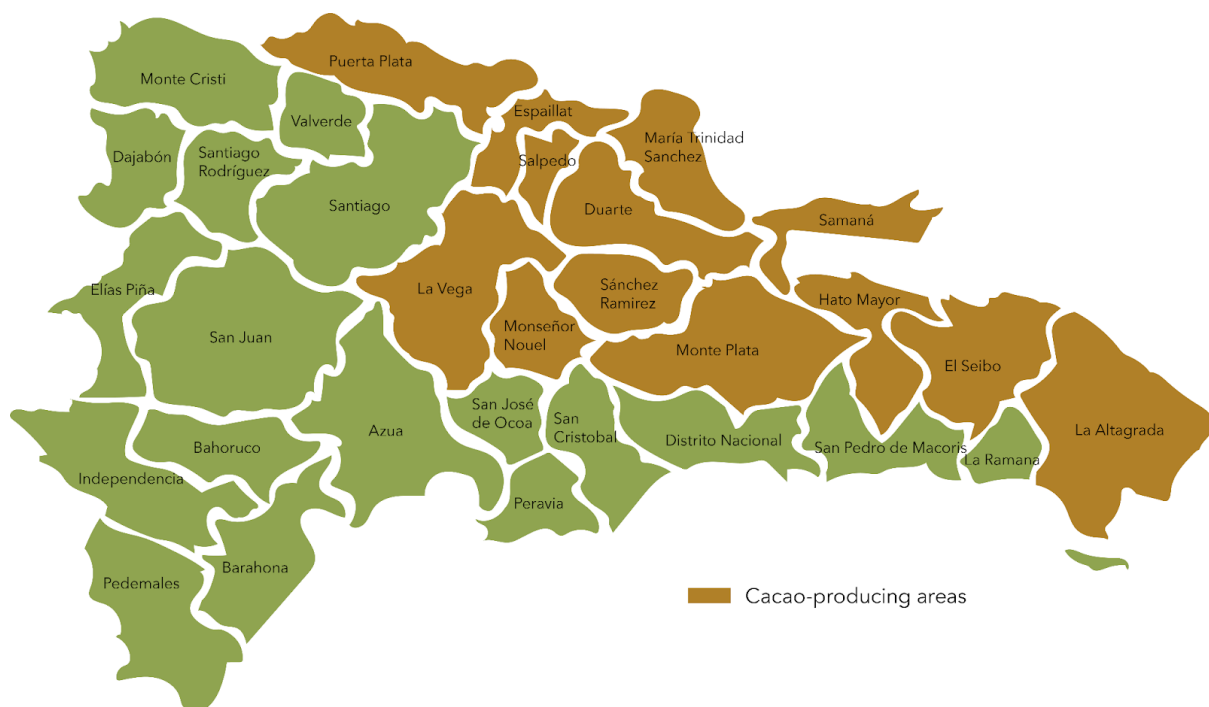 Puerta Plata
Monte Cristi
Espaillat
Valverde
María Trinidad
Sanchez
Dajabón
Santiago
Rodríguez
Salpedo
Santiago
Duarte
Samaná
Elías Piña
La Vega
Sánchez
Ramirez
Hato Mayor
San Juan
Monseñor
Nouel
Monte Plata
El Seibo
San José
de Ocoa
San
Cristobal
Azua
Distrito Nacional
La Altagrada
Bahoruco
San Pedro de Macoris
La Ramana
Independencia
Peravia
Barahona
Pedemales
Cacao-producing areas